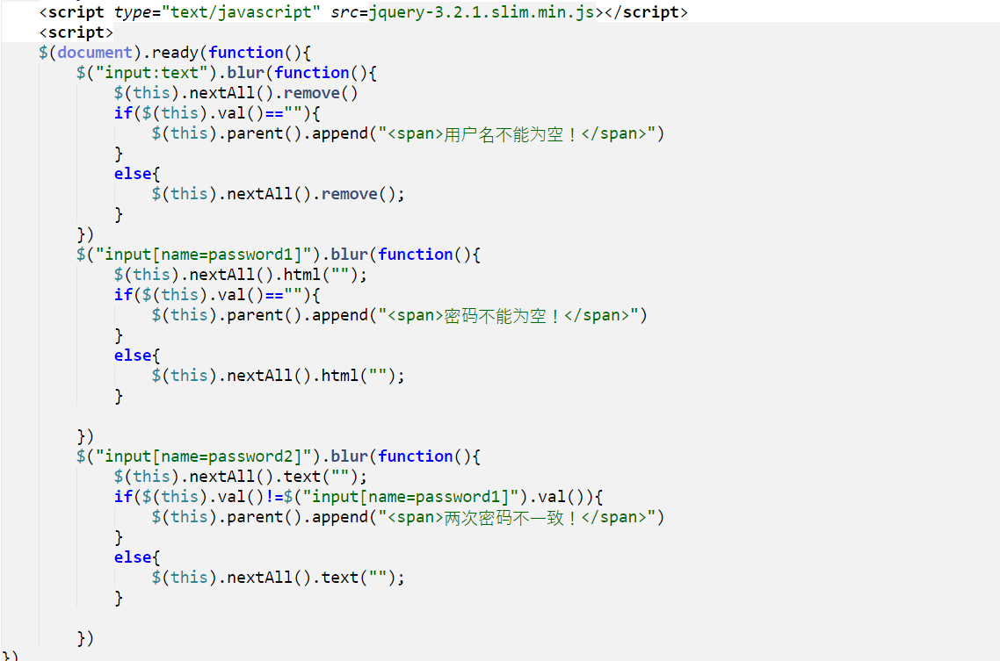 <script type="text/javascript" src=jquery-3.2.1.slim.min.js></script>
<script>
$(document).ready(function(){
$("input:text").blur(function(){
$(this).nextAll().remove()
if($(this).val()==""){
$(this).parent().append("<span>用户名不能为空！</span>")
}
else{
$(this).nextAll().remove();
}
})
$("input[name=password1]").blur(function(){
$(this).nextAll().html("");
if($(this).val()==""){
$(this).parent().append("<span>密码不能为空！</span>")
}
else{
$(this).nextAll().html("");
}
})
$("input[name=password2]").blur(function(){
$(this).nextAll().text("");
if($(this).val()!=$("input[name=password1]").val()){
$(this).parent().append("<span>两次密码不一致！</span>")
}
else{
$(this).nextAll().text("");
}
})
})